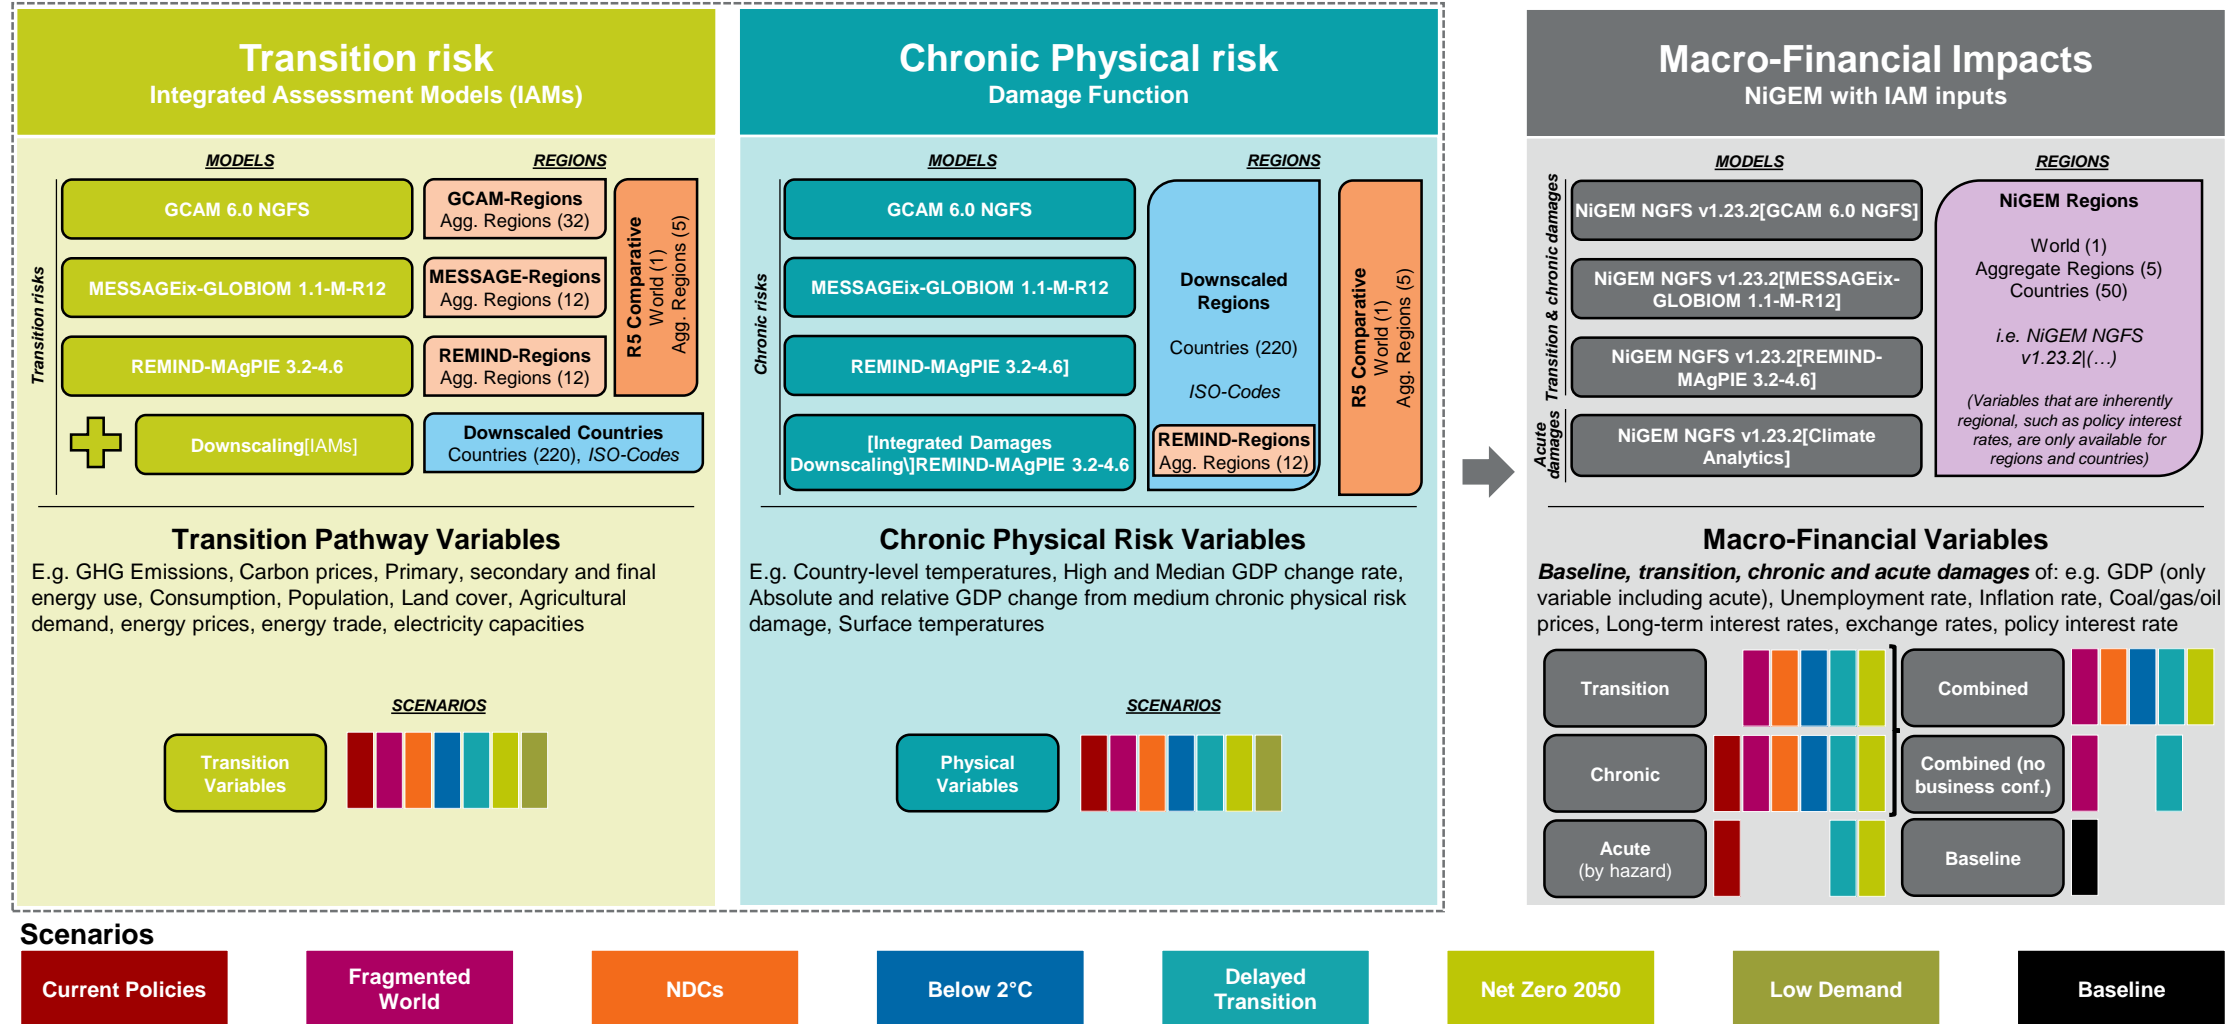 Transition risk
Integrated Assessment Models (IAMs)
MODELS
REGIONS
Transition risks
GCAM 6.0 NGFS
GCAM-Regions
Agg. Regions (32)
MESSAGEix-GLOBIOM 1.1-M-R12
MESSAGE-Regions
Agg. Regions (12)
REMIND-MAgPIE 3.2-4.6
REMIND-Regions
Agg. Regions (12)
R5 Comparative
World (1)
Agg. Regions (5)
Downscaling[IAMs]
Downscaled Countries
Countries (220), ISO-Codes
Transition Pathway Variables
E.g. GHG Emissions, Carbon prices, Primary, secondary and final
energy use, Consumption, Population, Land cover, Agricultural
demand, energy prices, energy trade, electricity capacities
SCENARIOS
Transition
Variables
Chronic Physical risk
Damage Function
MODELS
REGIONS
Chronic risks
GCAM 6.0 NGFS
MESSAGEix-GLOBIOM 1.1-M-R12
REMIND-MAgPIE 3.2-4.6]
[Integrated Damages
Downscaling\]REMIND-MAgPIE 3.2-4.6
Downscaled
Regions
Countries (220)
ISO-Codes
REMIND-Regions
Agg. Regions (12)
R5 Comparative
World (1)
Agg. Regions (5)
Chronic Physical Risk Variables
E.g. Country-level temperatures, High and Median GDP change rate,
Absolute and relative GDP change from medium chronic physical risk
damage, Surface temperatures
SCENARIOS
Physical
Variables
Macro-Financial Impacts
NiGEM with IAM inputs
MODELS
REGIONS
Transition & chronic damages
NiGEM NGFS v1.23.2[GCAM 6.0 NGFS]
NiGEM NGFS v1.23.2[MESSAGEix-
GLOBIOM 1.1-M-R12]
NiGEM NGFS v1.23.2[REMIND-
MAgPIE 3.2-4.6]
Acute
damages
NiGEM NGFS v1.23.2[Climate
Analytics]
NiGEM Regions
World (1)
Aggregate Regions (5)
Countries (50)
i.e. NiGEM NGFS
v1.23.2|(…)
(Variables that are inherently
regional, such as policy interest
rates, are only available for
regions and countries)
Macro-Financial Variables
Baseline, transition, chronic and acute damages of: e.g. GDP (only
variable including acute), Unemployment rate, Inflation rate, Coal/gas/oil
prices, Long-term interest rates, exchange rates, policy interest rate
Transition
Combined
Chronic
Combined (no
business conf.)
Acute
(by hazard)
Baseline
Scenarios
Current Policies
Fragmented
World
NDCs
Below 2°C
Delayed
Transition
Net Zero 2050
Low Demand
Baseline